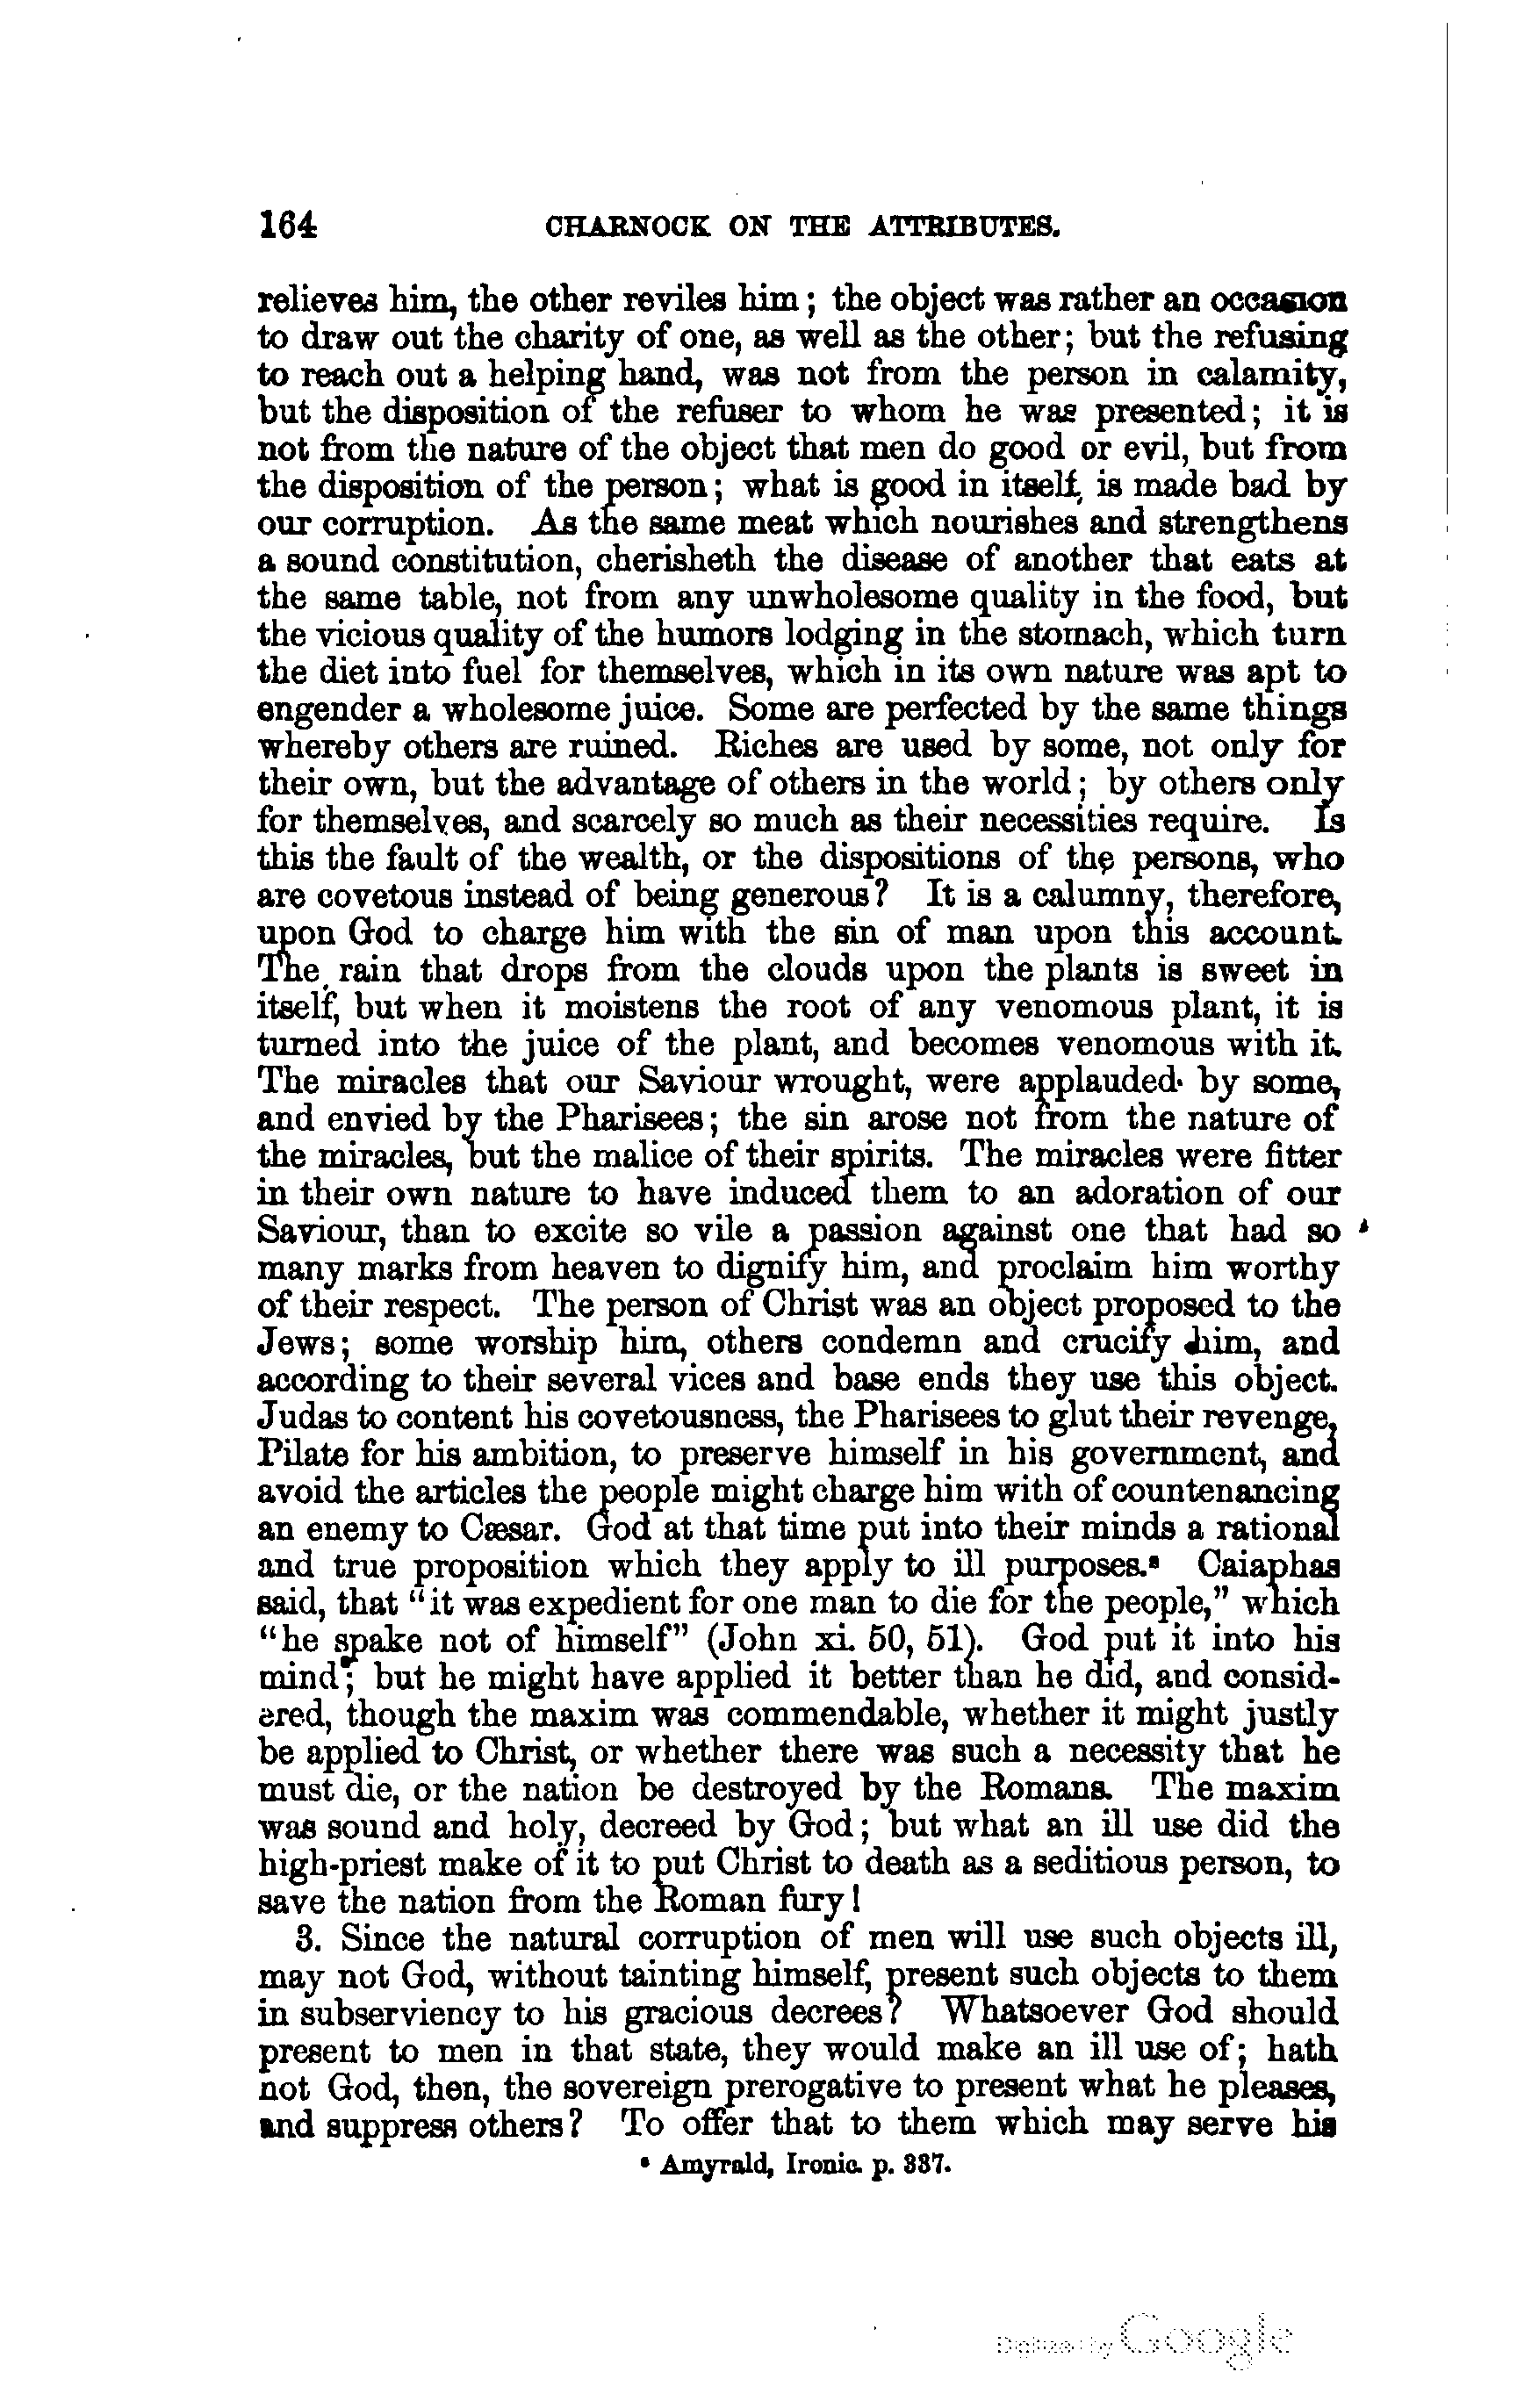 164 CHARNOCK ON THE ATTRIBUTES.
relieves him, the other reviles him; the object was rather an occasion
to draw out the charity of one, as well as the other; but the refusing
to reach out a helping hand, was not from the person in calamity,
but the disposition of the refuser to whom he was presented; it is
not from the nature of the object that men do good or evil, but from
the disposition of the person; what is good in itself, is made bad by
our corruption. As the same meat which nourishes and strengthens
a sound constitution, cherisheth the disease of another that eats at
the same table, not from any unwholesome quality in the food, but
the vicious quality of the humors lodging in the stomach, which turn
the diet into fuel for themselves, which in its own nature was apt to
engender a wholesome juice. Some are perfected by the same things
whereby others are ruined. Riches are used by some, not only for
their own, but the advantage of others in the world; by others only
for themselves, and scarcely so much as their necessities require. Is
this the fault of the wealth, or the dispositions of the persons, who
are covetous instead of being generous? It is a calumny, therefore,
upon God to charge him with the sin of man upon this account.
The rain that drops from the clouds upon the plants is sweet in
itself, but when it moistens the root of any venomous plant, it is
turned into the juice of the plant, and becomes venomous with it.
The miracles that our Saviour wrought, were applauded by some,
and envied by the Pharisees; the sin arose not from the nature of
the miracles, but the malice of their spirits. The miracles were fitter
in their own nature to have induced them to an adoration of our
Saviour, than to excite so vile a passion against one that had so
many marks from heaven to dignify him, and proclaim him worthy
of their respect. The person of Christ was an object proposed to the
Jews; some worship him, others condemn and crucify him, and
according to their several vices and base ends they use this object.
Judas to content his covetousness, the Pharisees to glut their revenge,
Pilate for his ambition, to preserve himself in his government, and
avoid the articles the people might charge him with of countenancing
an enemy to Cæsar. God at that time put into their minds a rational
and true proposition which they apply to ill purposes.ª Caiaphas
said, that "it was expedient for one man to die for the people," which
"he spake not of himself" (John xi. 50, 51). God put it into his
mind; but he might have applied it better than he did, and consid-
ered, though the maxim was commendable, whether it might justly
be applied to Christ, or whether there was such a necessity that he
must die, or the nation be destroyed by the Romans. The maxim
was sound and holy, decreed by God; but what an ill use did the
high-priest make of it to put Christ to death as a seditious person, to
save the nation from the Roman fury!
3. Since the natural corruption of men will use such objects ill,
may not God, without tainting himself, present such objects to them
in subserviency to his gracious decrees? Whatsoever God should
present to men in that state, they would make an ill use of; hath
not God, then, the sovereign prerogative to present what he pleases,
and suppress others? To offer that to them which may serve his
ª Amyrald, Ironic. p. 337.
Digitized by Google